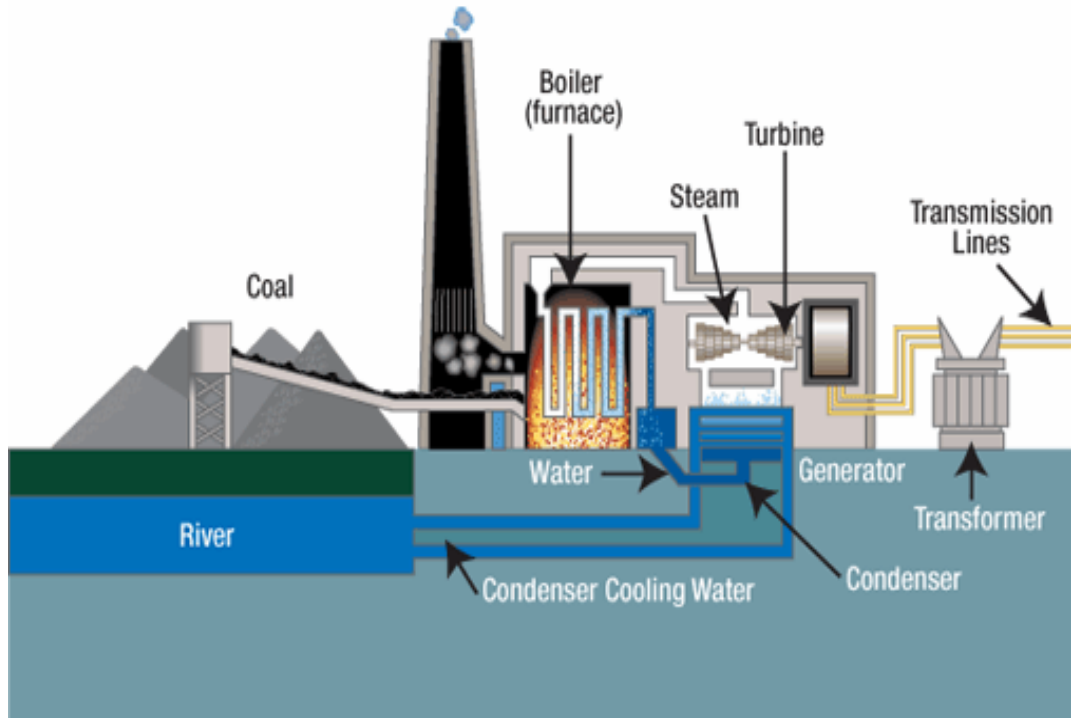 Boiler
(furnace)
Turbine
Steam
Transmission
Lines
Coal
Water
Generator
Transformer
River
Condenser Cooling Water
Condenser